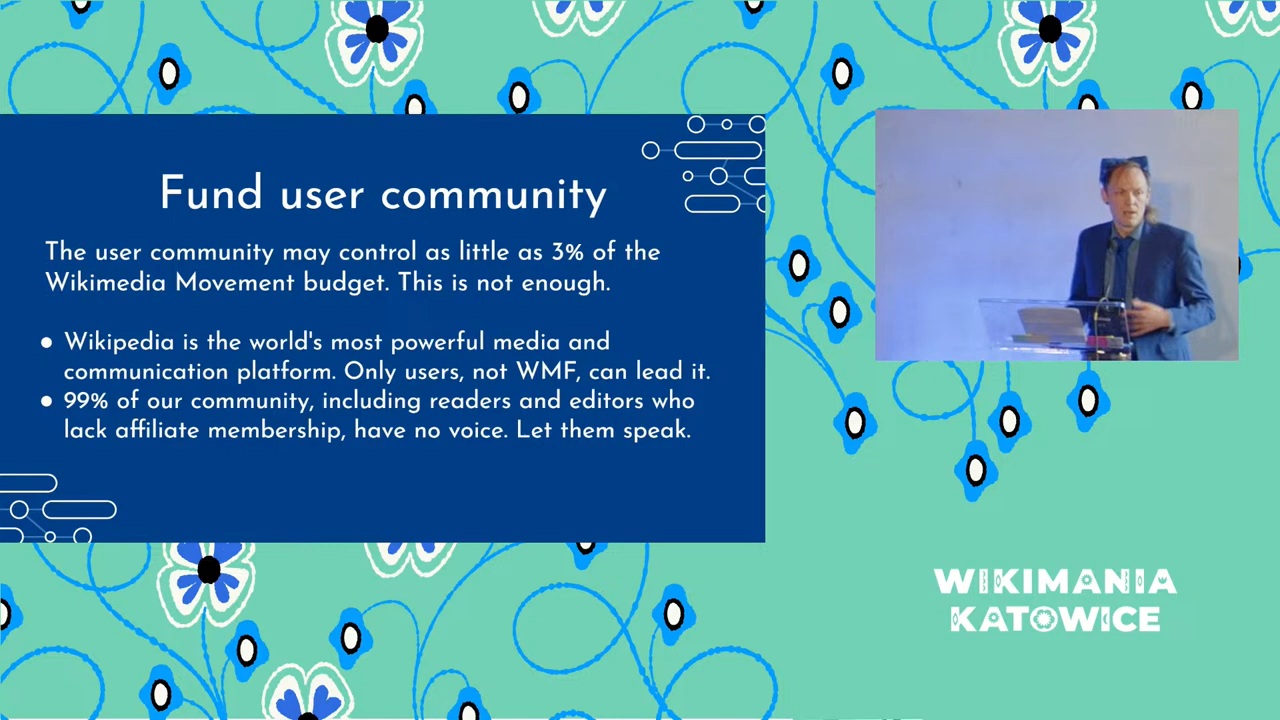 Fund user community
The user community may control as little as 3% of the
Wikimedia Movement budget. This is not enough.
● Wikipedia is the world's most powerful media and
communication platform. Only users, not WMF, can lead it.
● 99% of our community, including readers and editors who
lack affiliate membership, have no voice. Let them speak.
WIKIMANIA
KATOWICE